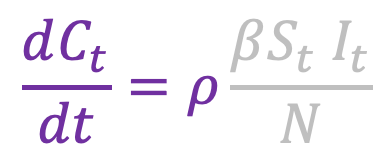 dC_t/dt = ρ βS_t I_t/N